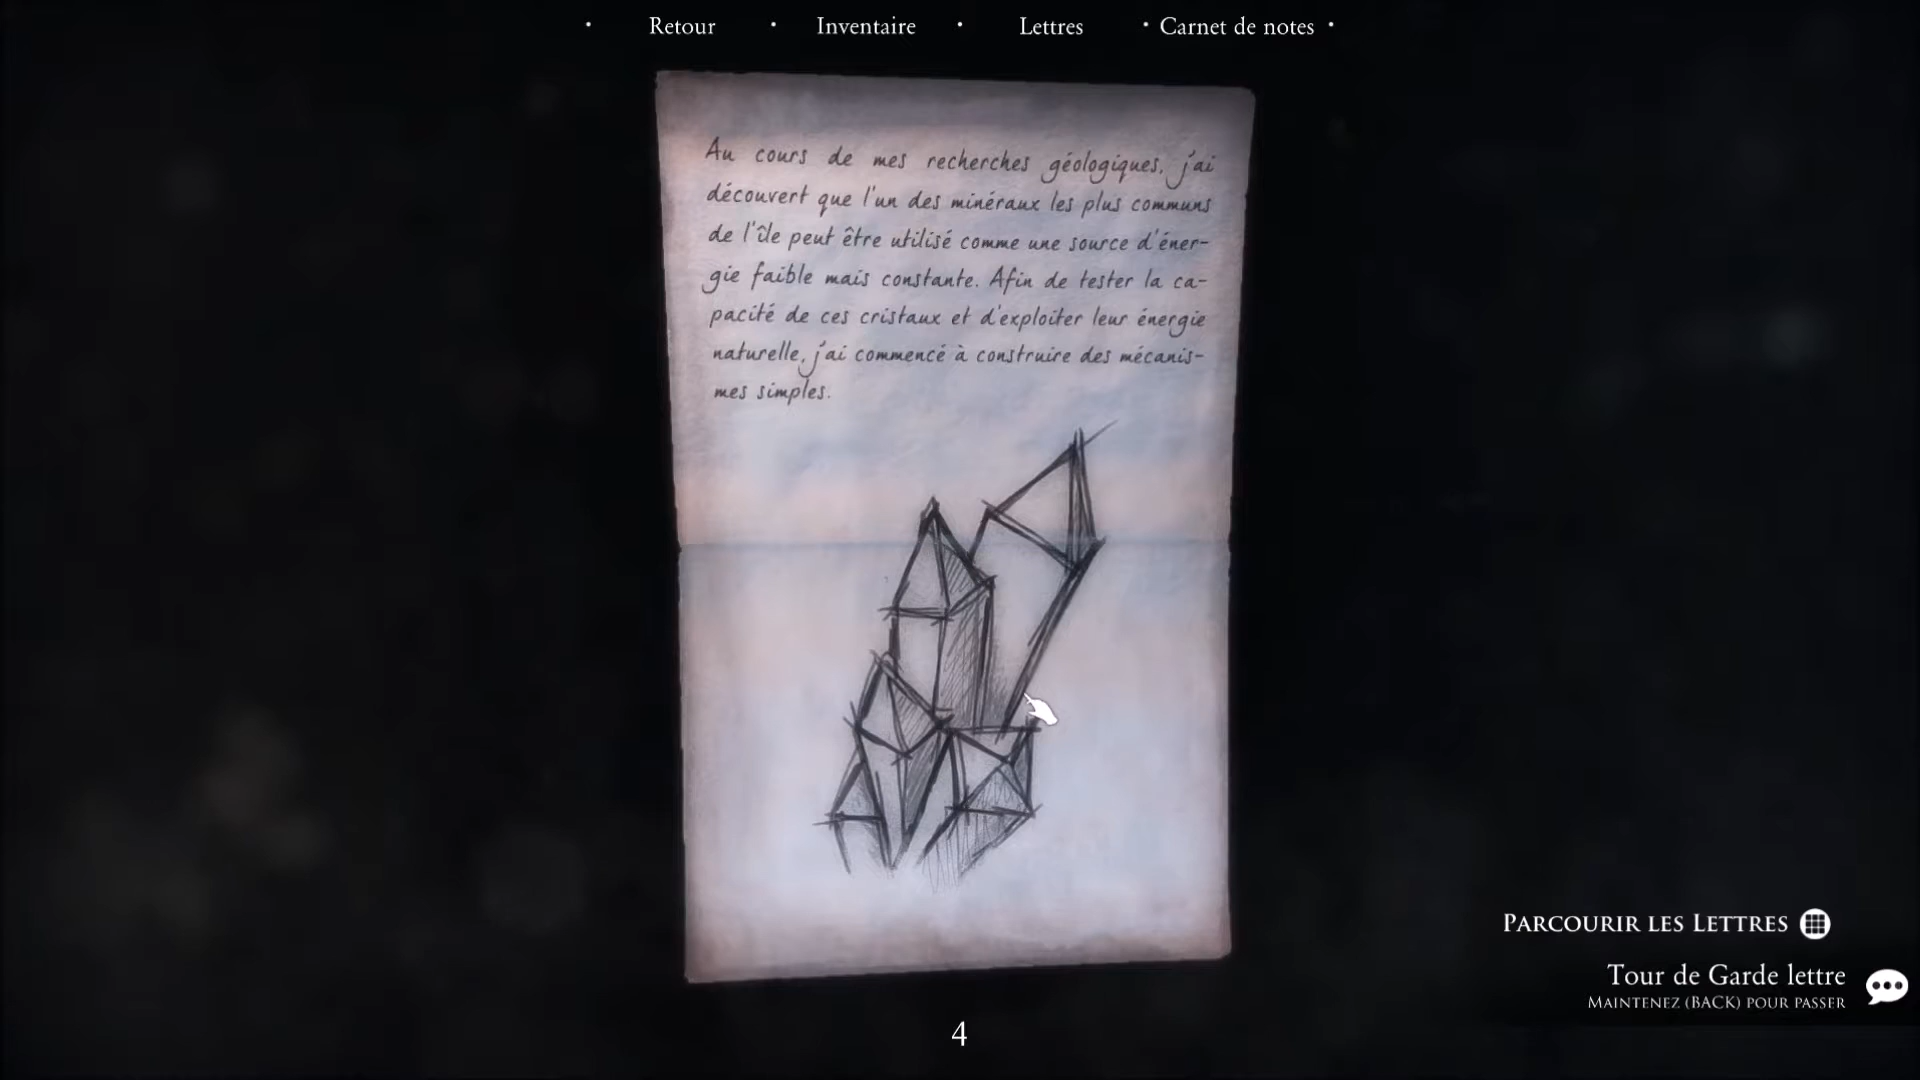 Retour
Inventaire
Lettres
Carnet de notes
Au cours de mes recherches géologiques, j'ai
découvert que l'un des minéraux les plus communs
de l'île peut être utilisé comme une source d'éner-
gie faible mais constante. Afin de tester la ca-
pacité de ces cristaux et d'exploiter leur énergie
naturelle, j'ai commencé à construire des mécanis-
mes simples.
Parcourir les Lettres
Tour de Garde lettre
Maintenez (BACK) pour passer
4